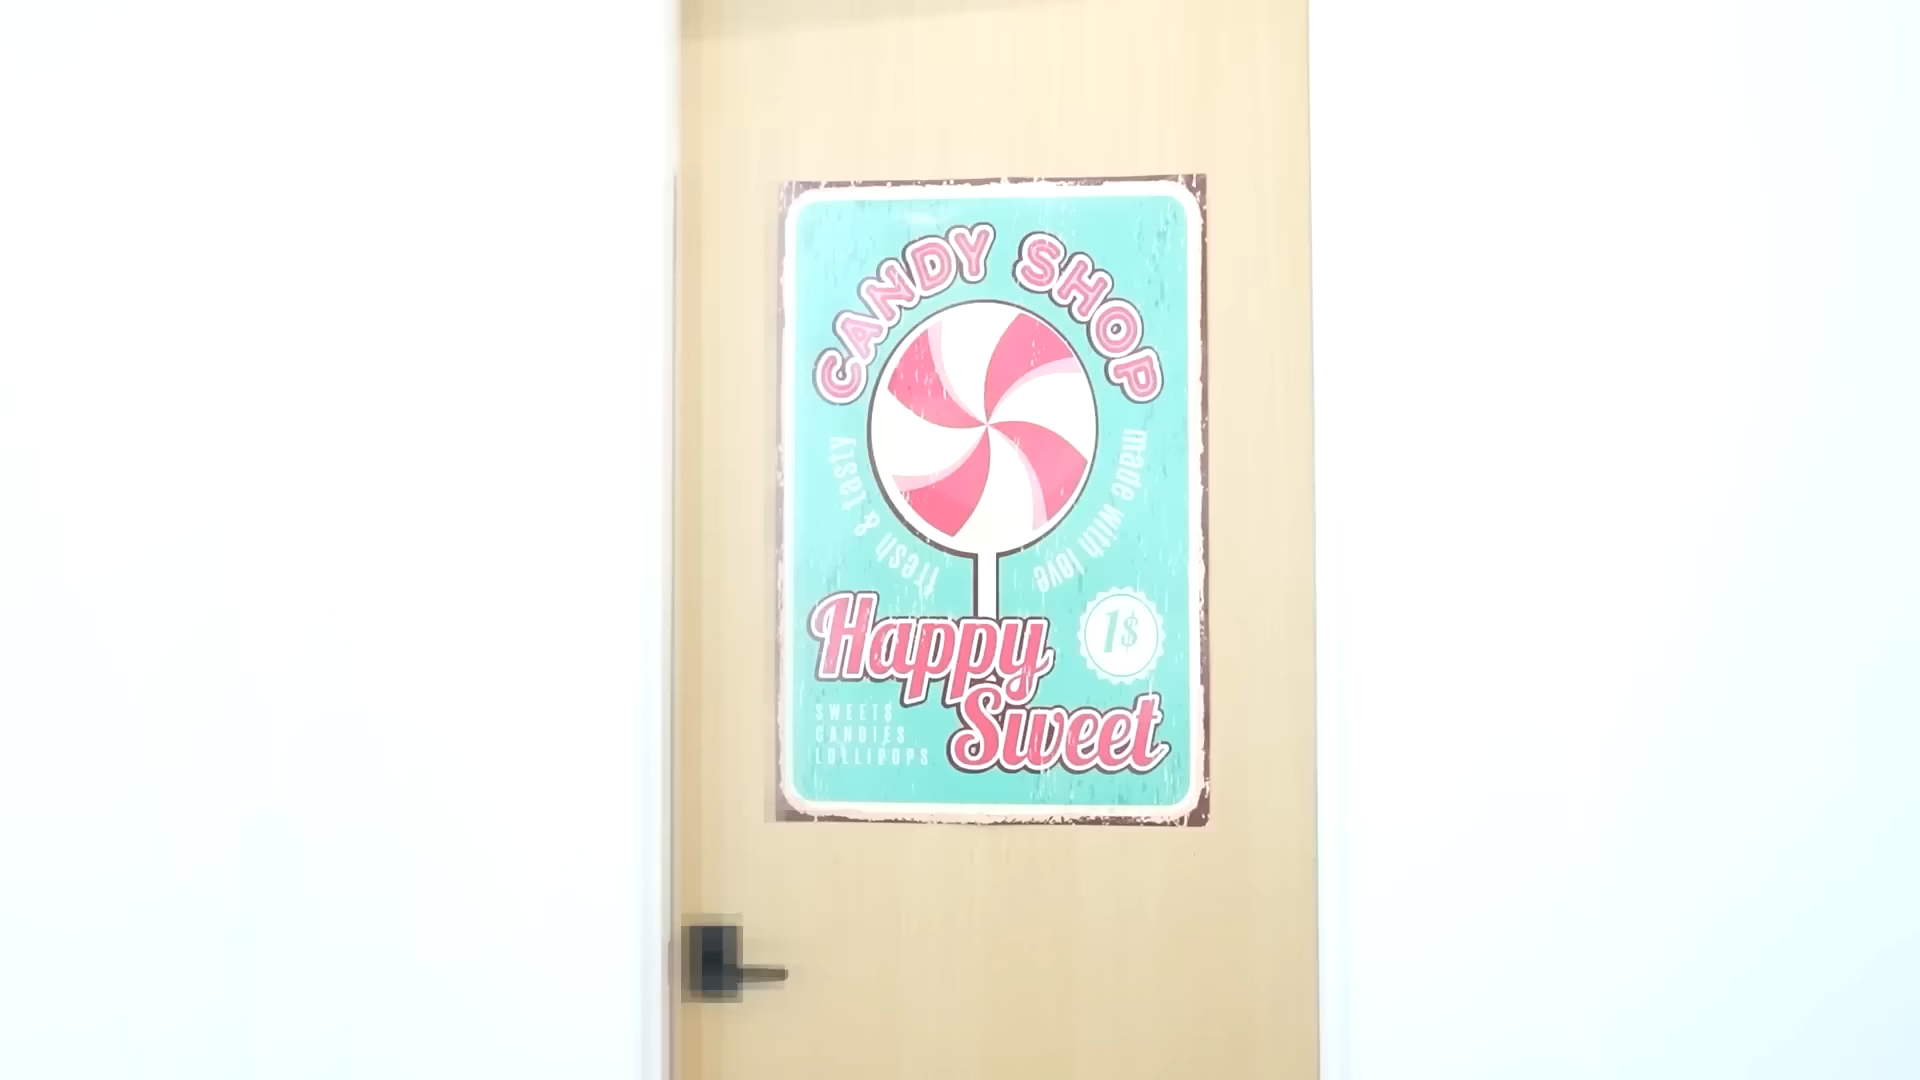 CANDY SHOP
fresh & tasty
made with love
Happy
1$
Sweet
SWEETS
CANDIES
LOLLIPOPS